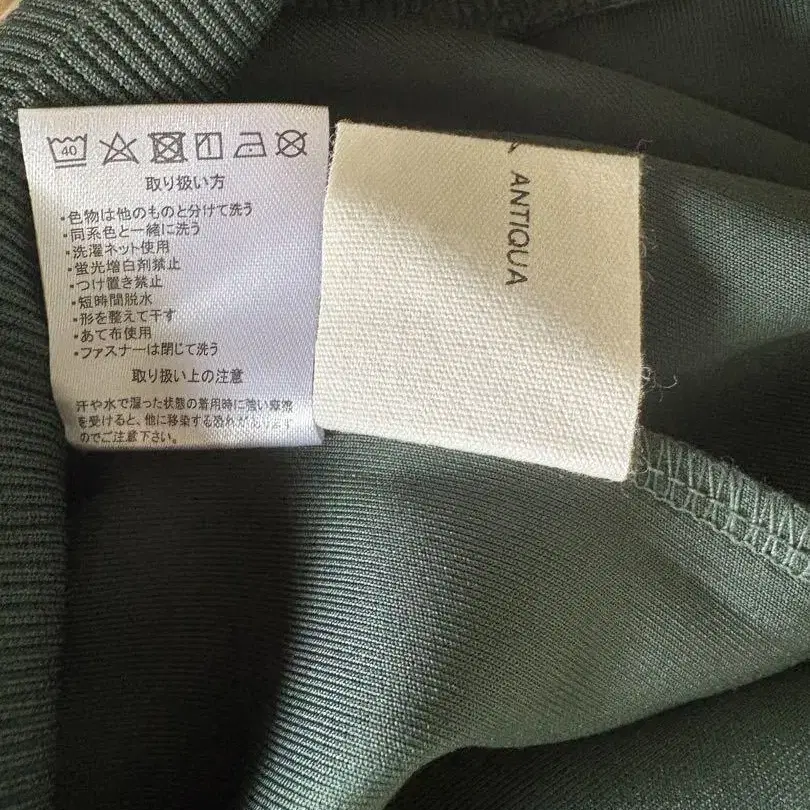 40
取り扱い方
・色物は他のものと分けて洗う
・同系色と一緒に洗う
・洗濯ネット使用
・蛍光増白剤禁止
・つけ置き禁止
・短時間脱水
・形を整えて干す
・あて布使用
・ファスナーは閉じて洗う
取り扱い上の注意
汗や水で湿った状態の着用時に強い摩擦
を受けると、他に移染する恐れがあります
のでご注意下さい。
ANTIQUA